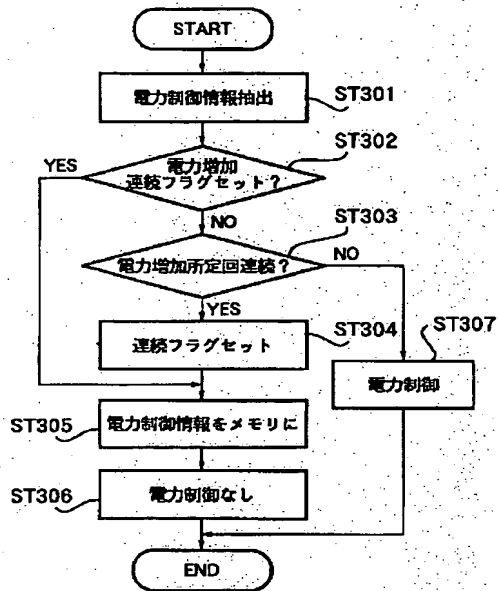 START
電力制御情報抽出
ST301
電力増加
連続フラグセット?
ST302
YES
NO
電力増加所定回連続?
ST303
NO
YES
連続フラグセット
ST304
電力制御
ST307
電力制御情報をメモリに
ST305
電力制御なし
ST306
END